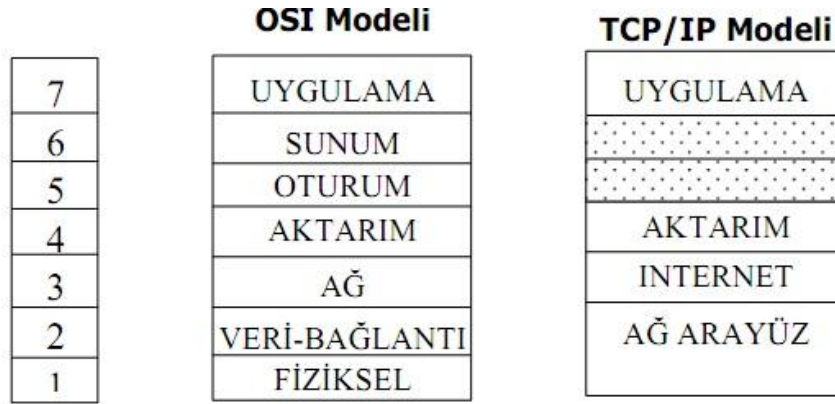 OSI Modeli
TCP/IP Modeli
7
UYGULAMA
UYGULAMA
6
SUNUM
5
OTURUM
4
AKTARIM
AKTARIM
3
AĞ
INTERNET
2
VERİ-BAĞLANTI
AĞ ARAYÜZ
1
FİZİKSEL